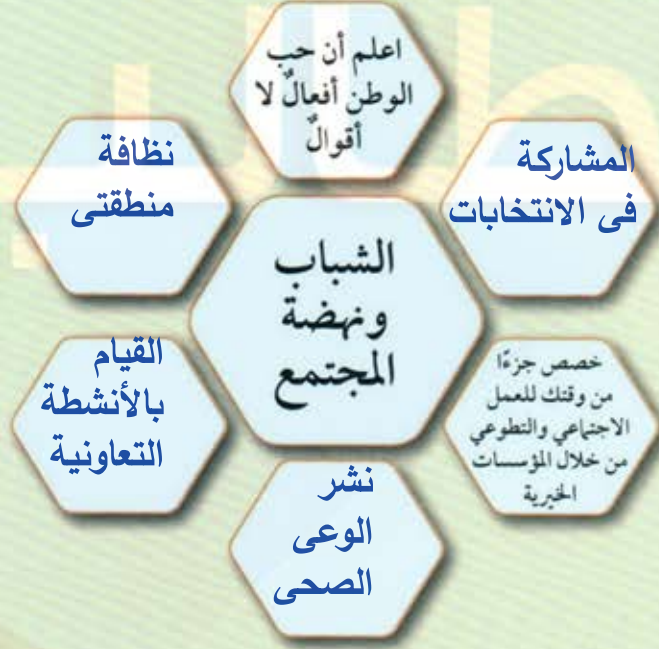 اعلم أن حب
الوطن أفعالٌ لا
أقوالٌ
المشاركة
فى الانتخابات
نظافة
منطقتى
الشباب
ونهضة
المجتمع
خصص جزءًا
من وقتك للعمل
الاجتماعي والتطوعي
من خلال المؤسسات
الخيرية
القيام
بالأنشطة
التعاونية
نشر
الوعى
الصحى